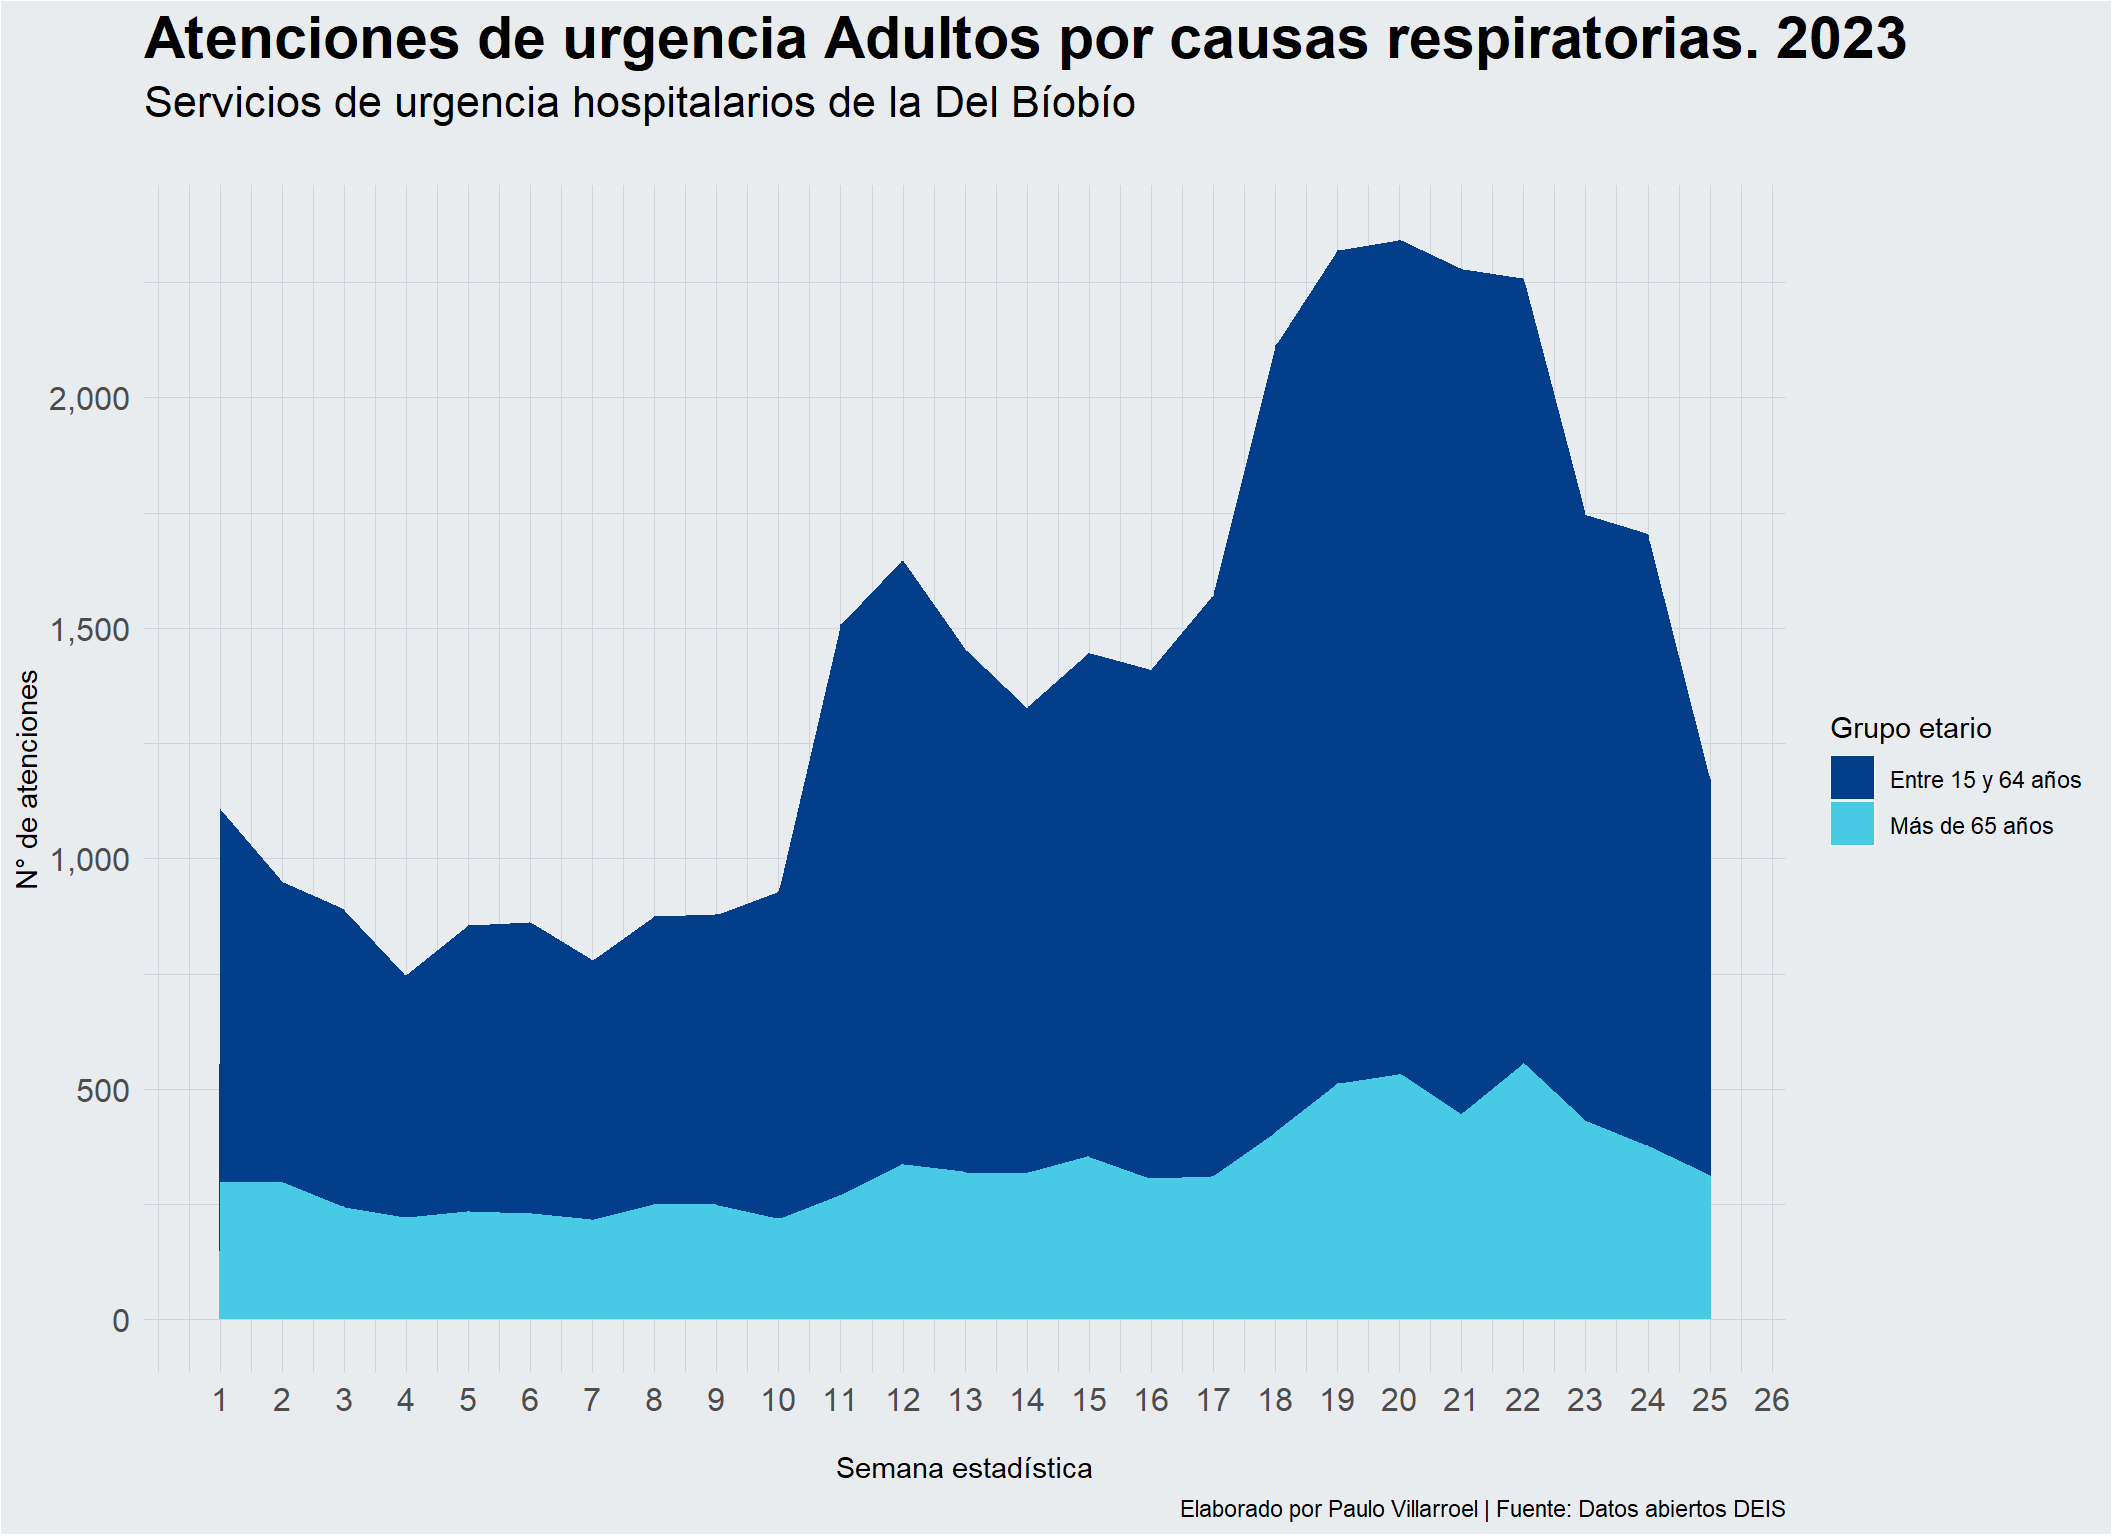 Atenciones de urgencia Adultos por causas respiratorias. 2023
Servicios de urgencia hospitalarios de la Del Bíobío
N° de atenciones
2,000
1,500
1,000
500
0
1 2 3 4 5 6 7 8 9 10 11 12 13 14 15 16 17 18 19 20 21 22 23 24 25 26
Semana estadística
Grupo etario
Entre 15 y 64 años
Más de 65 años
Elaborado por Paulo Villarroel | Fuente: Datos abiertos DEIS